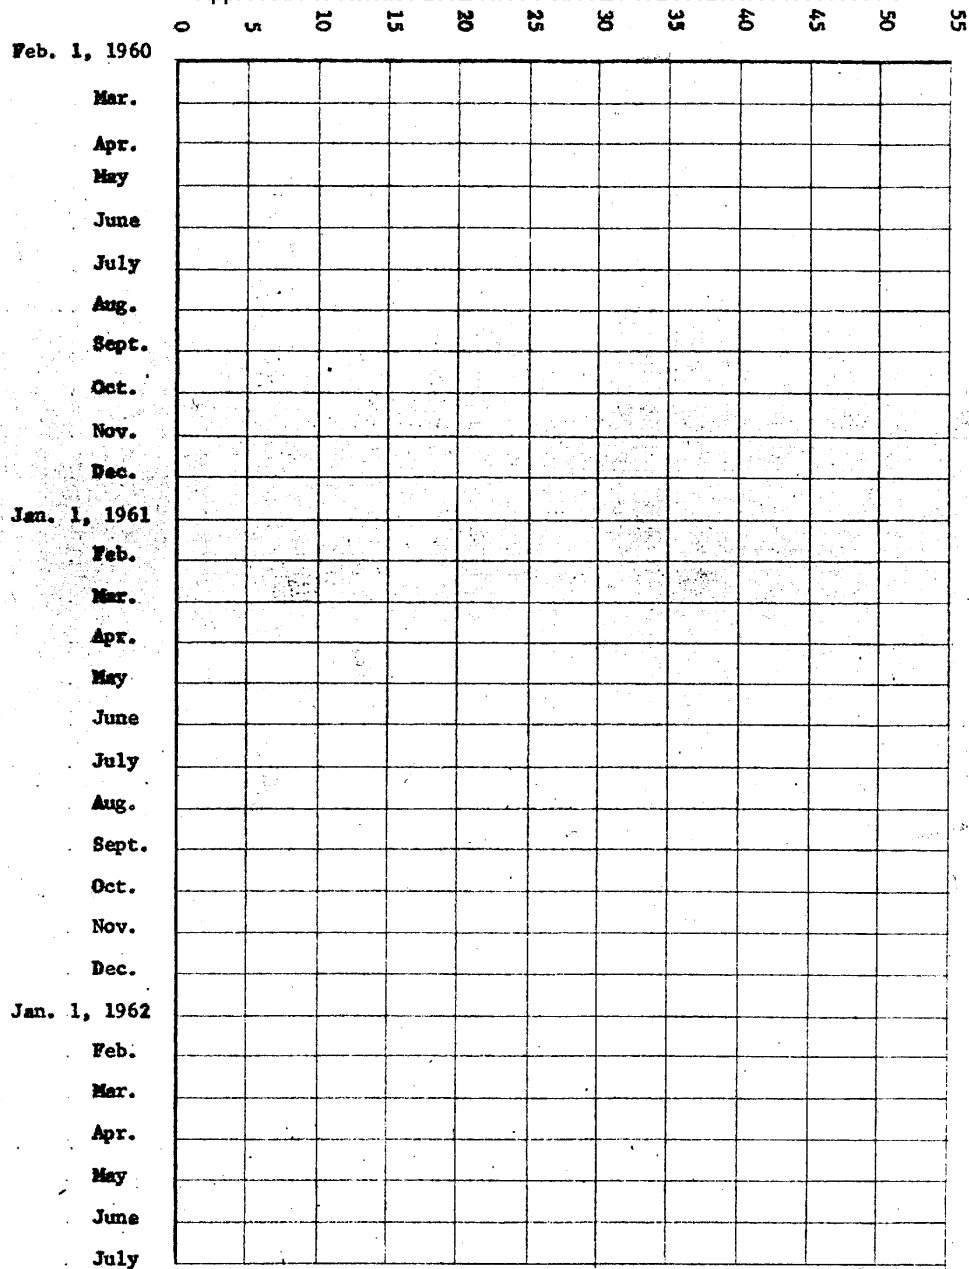 0 5 10 15 20 25 30 35 40 45 50 55
Feb. 1, 1960
Mar.
Apr.
May
June
July
Aug.
Sept.
Oct.
Nov.
Dec.
Jan. 1, 1961
Feb.
Mar.
Apr.
May
June
July
Aug.
Sept.
Oct.
Nov.
Dec.
Jan. 1, 1962
Feb.
Mar.
Apr.
May
June
July